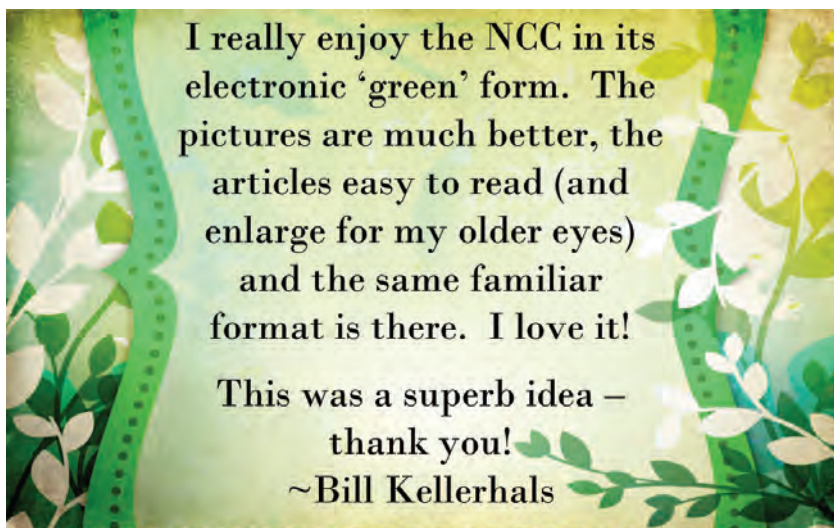 I really enjoy the NCC in its
electronic ‘green’ form.  The
pictures are much better, the
articles easy to read (and
enlarge for my older eyes)
and the same familiar
format is there.  I love it!
This was a superb idea –
thank you!
~Bill Kellerhals